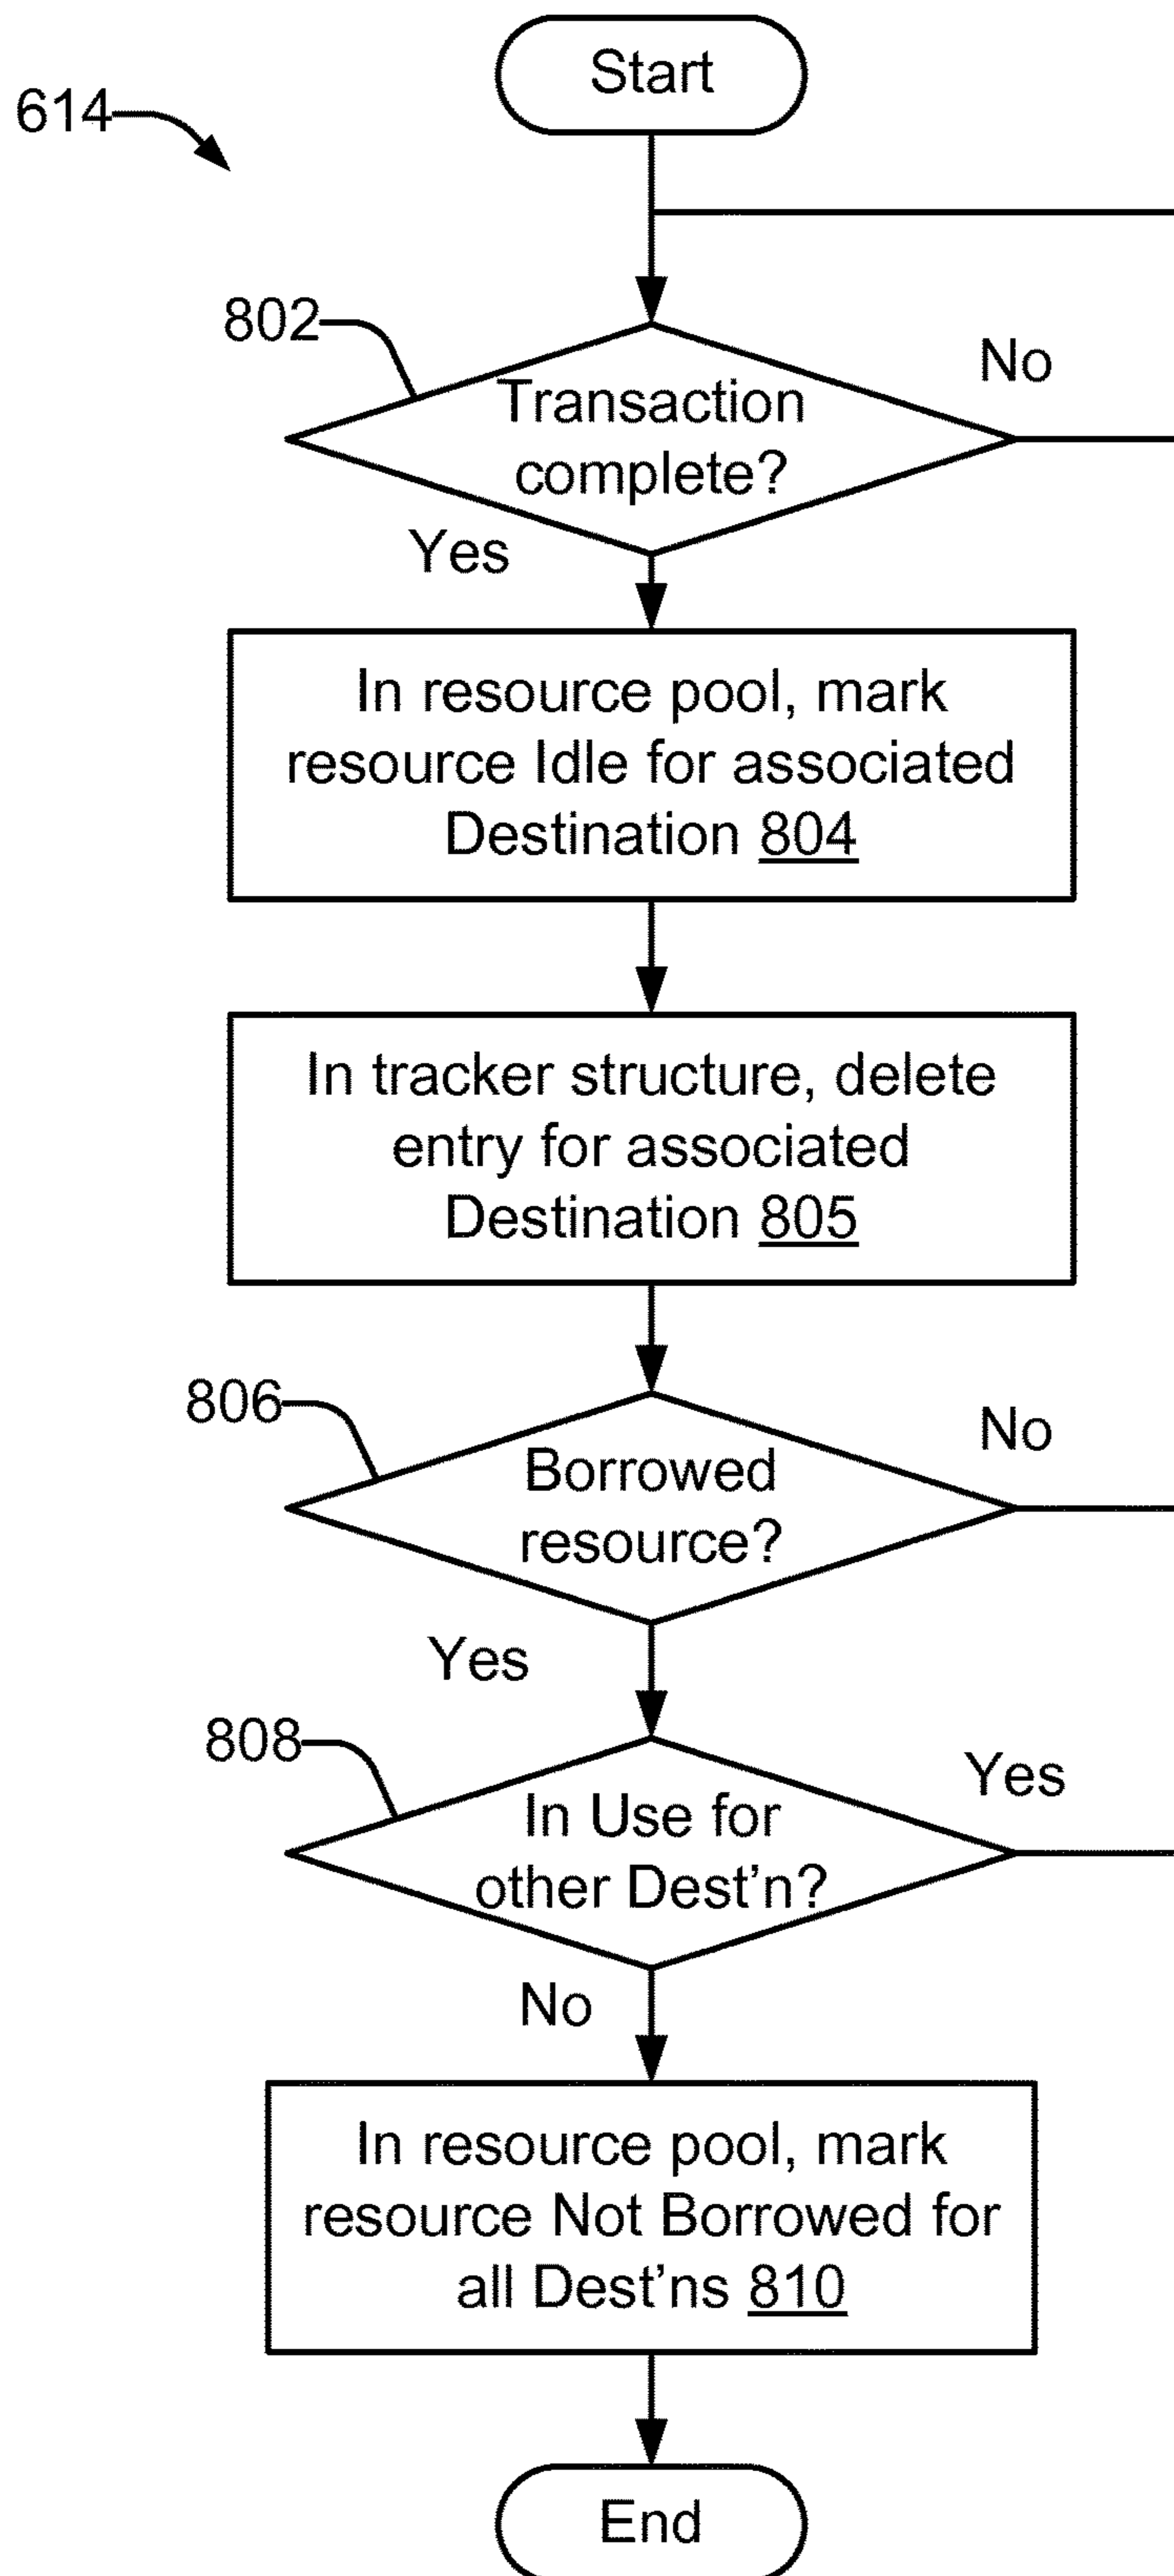 Start
614
802
No
Transaction
complete?
Yes
In resource pool, mark
resource Idle for associated
Destination 804
In tracker structure, delete
entry for associated
Destination 805
806
No
Borrowed
resource?
Yes
808
Yes
In Use for
other Dest'n?
No
In resource pool, mark
resource Not Borrowed for
all Dest'ns 810
End